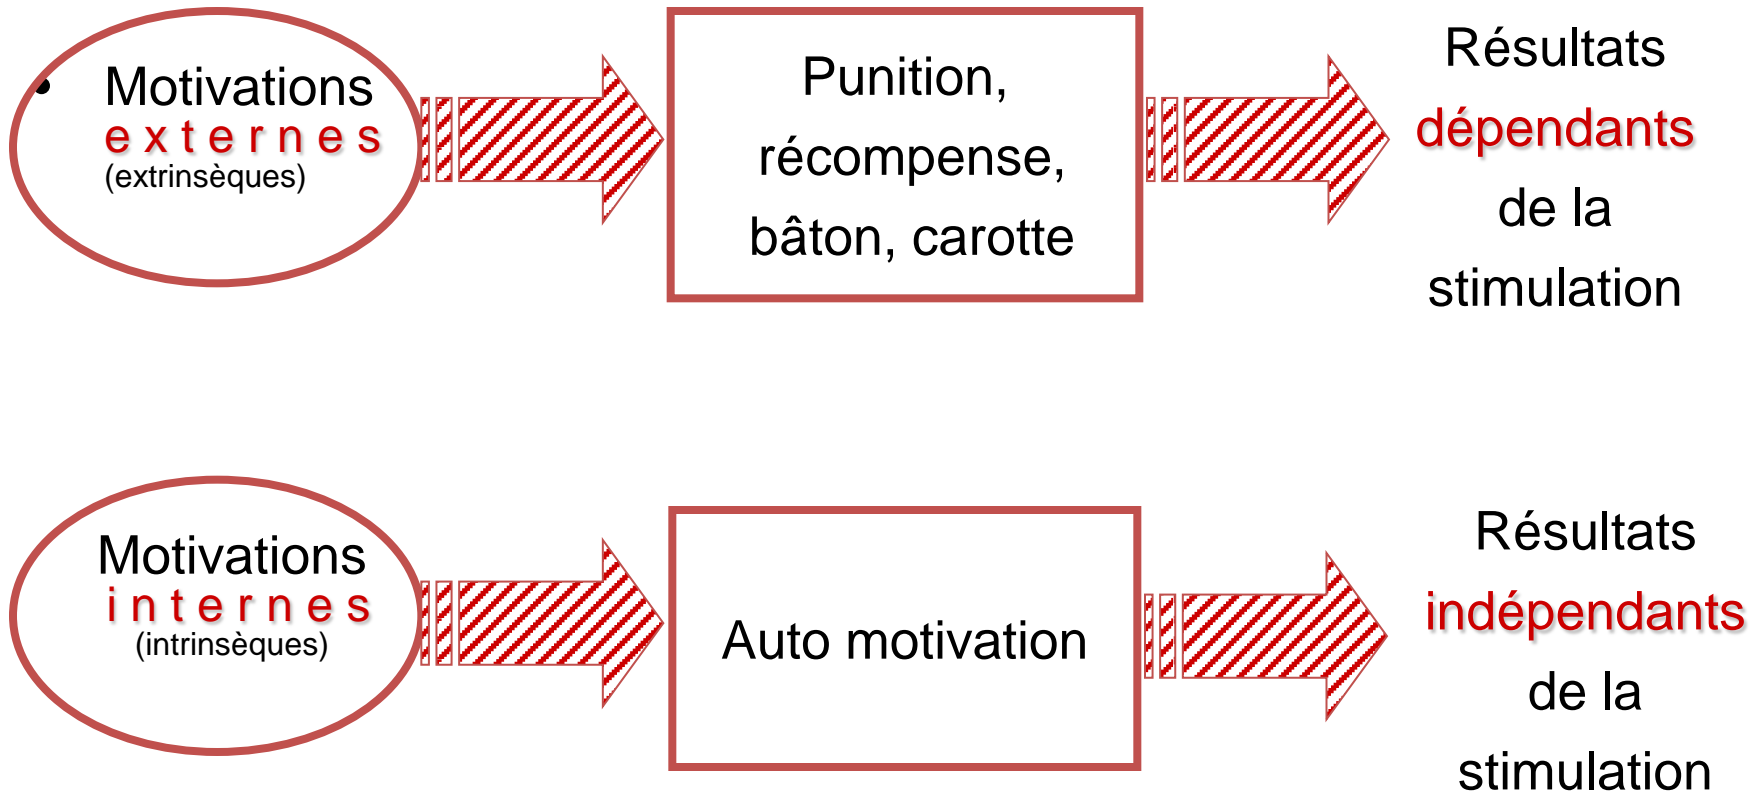 • Motivations
externes
(extrinsèques)
Punition,
récompense,
bâton, carotte
Résultats
dépendants
de la
stimulation
Motivations
internes
(intrinsèques)
Auto motivation
Résultats
indépendants
de la
stimulation